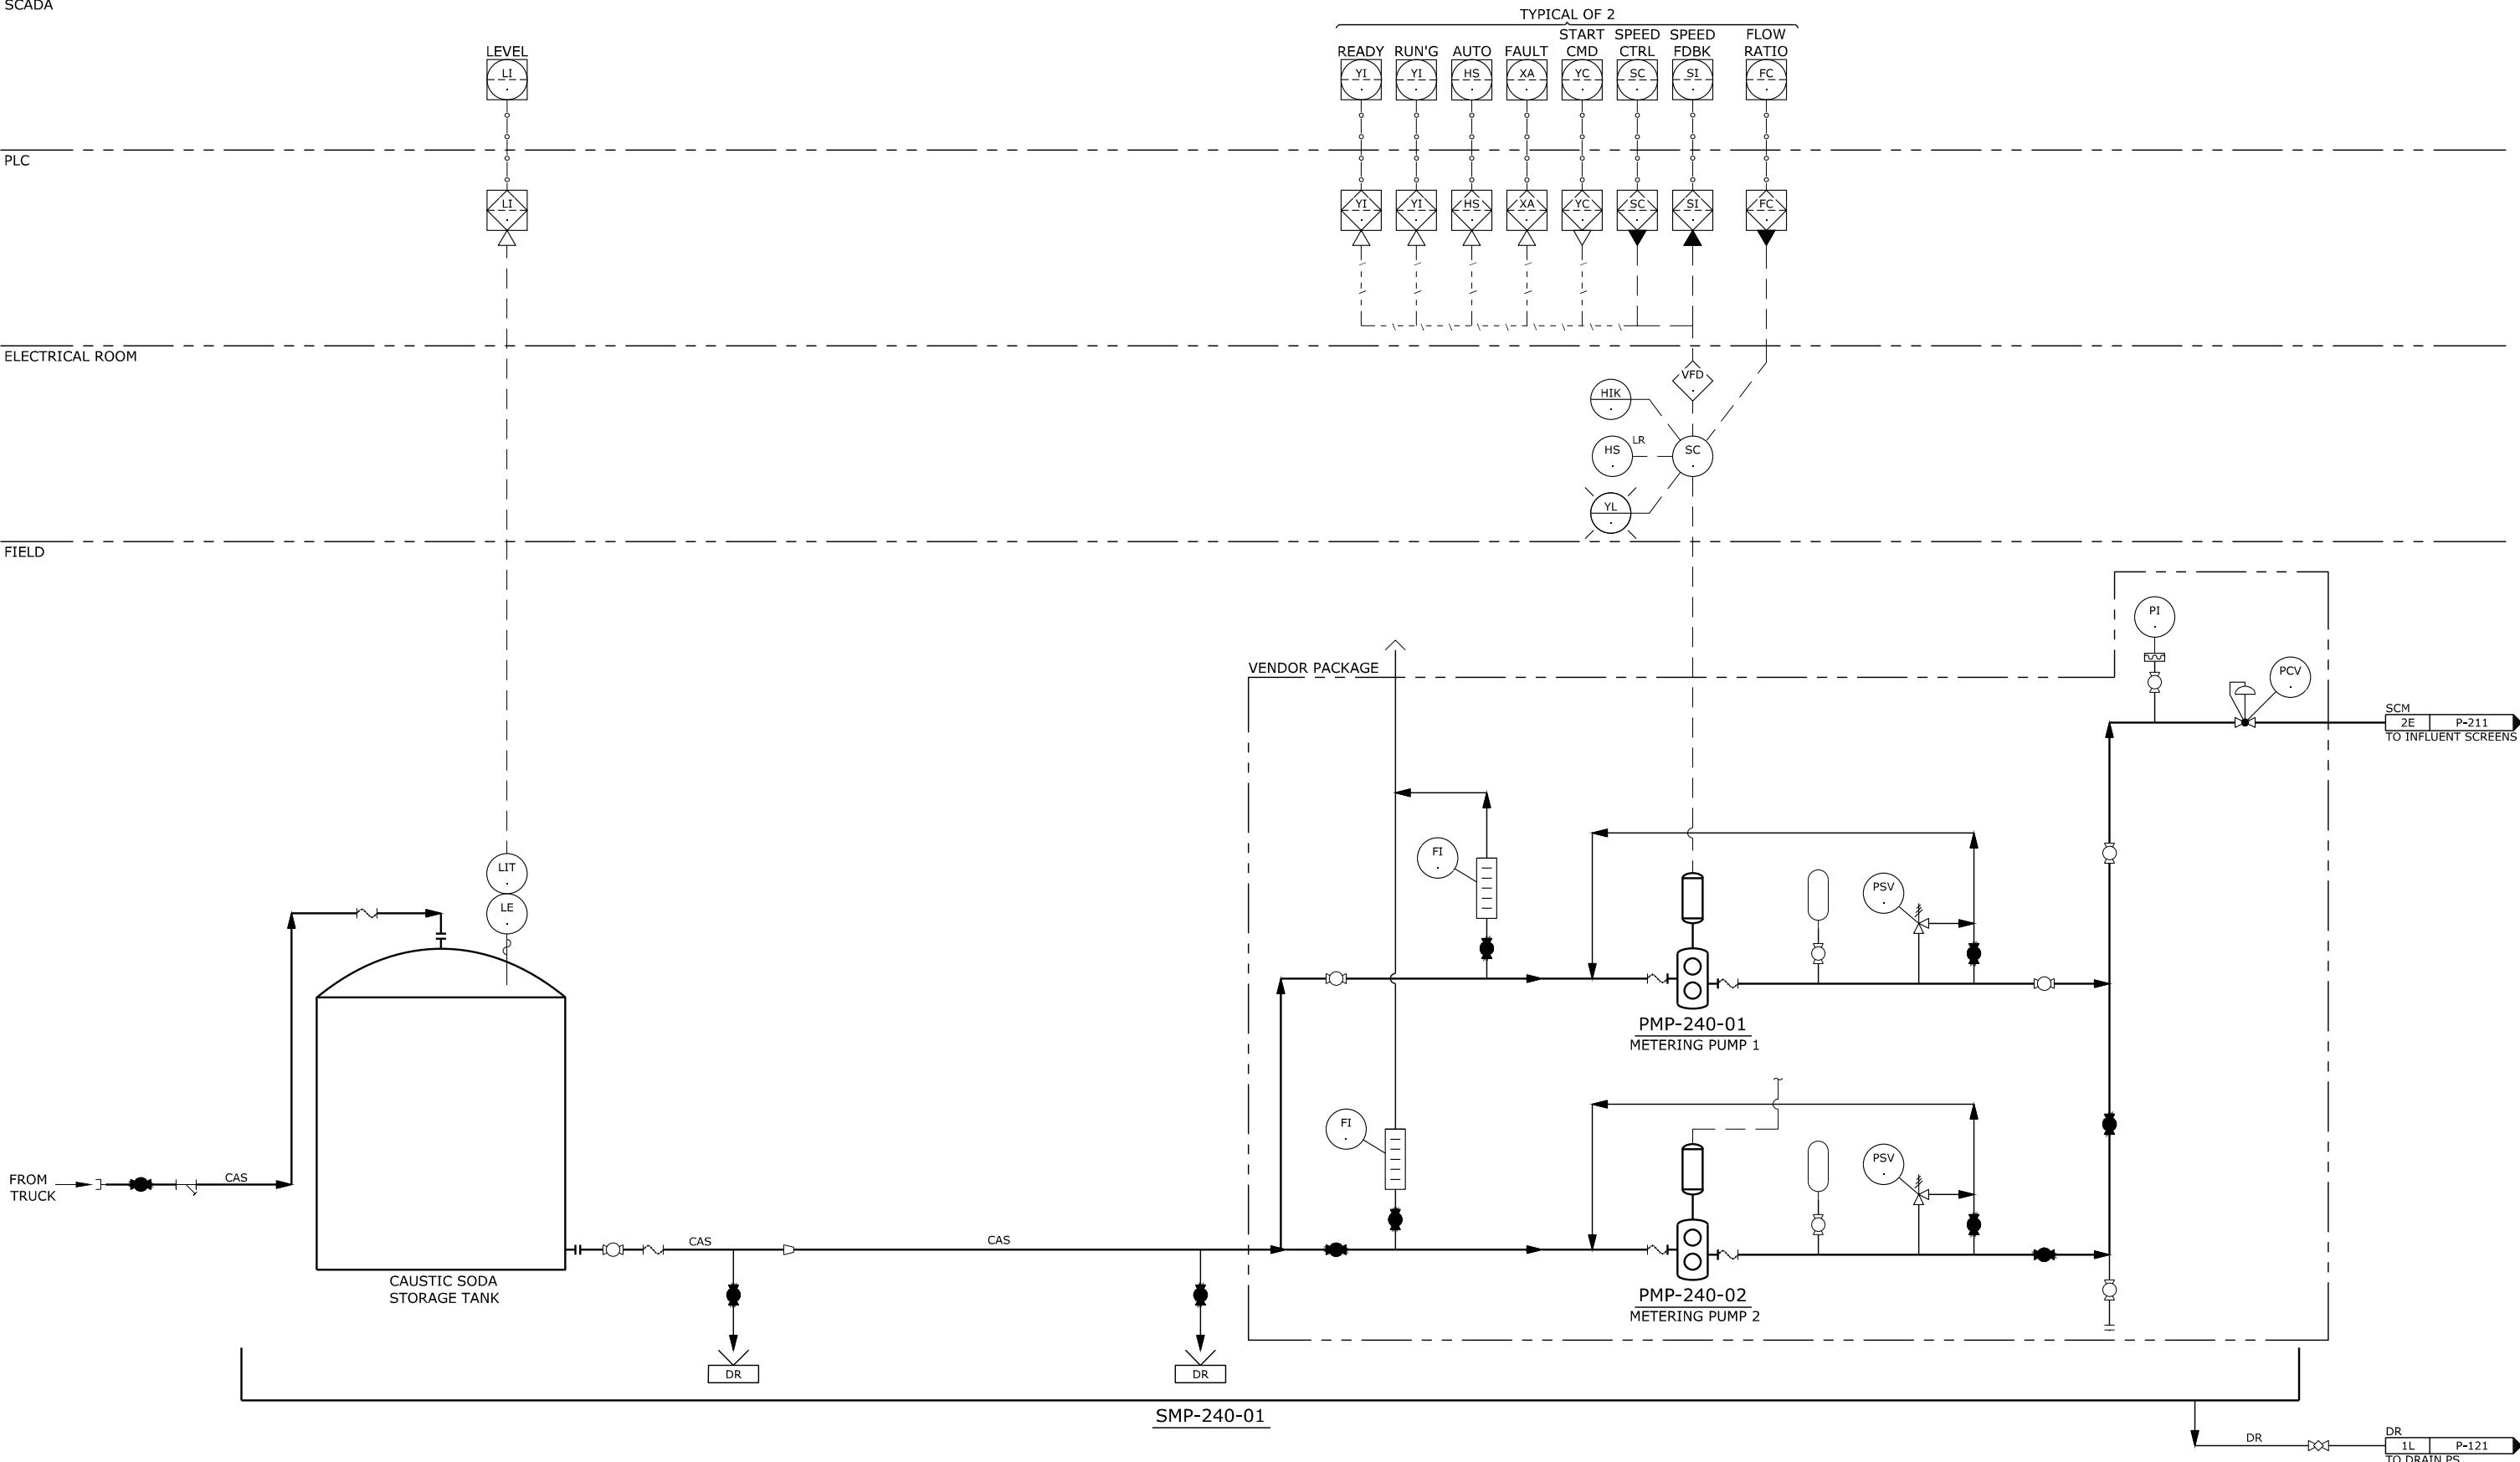 SCADA
TYPICAL OF 2
LEVEL
READY
RUN'G
AUTO
FAULT
START
CMD
SPEED
CTRL
SPEED
FDBK
FLOW
RATIO
LI
YI
YI
HS
XA
YC
SC
SI
FC
PLC
LI
YI
YI
HS
XA
YC
SC
SI
FC
ELECTRICAL ROOM
VFD
HIK
HS
LR
SC
YL
FIELD
PI
VENDOR PACKAGE
PCV
SCM
2E P-211
TO INFLUENT SCREENS
LIT
LE
FI
PSV
PMP-240-01
METERING PUMP 1
FI
PSV
FROM
TRUCK
CAS
CAS
CAS
CAUSTIC SODA
STORAGE TANK
PMP-240-02
METERING PUMP 2
DR
DR
SMP-240-01
DR
DR
1L P-121
TO DRAIN PS